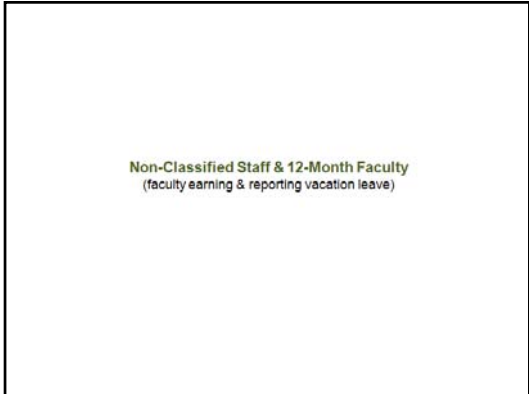 Non-Classified Staff & 12-Month Faculty
(faculty earning & reporting vacation leave)